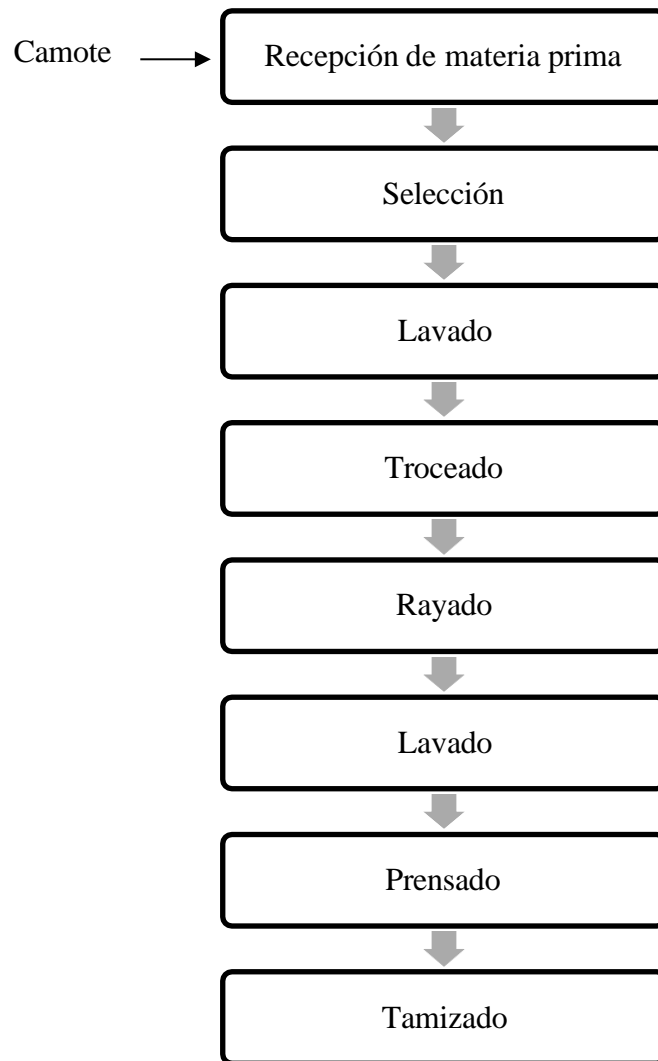 Camote
Recepción de materia prima
Selección
Lavado
Troceado
Rayado
Lavado
Prensado
Tamizado